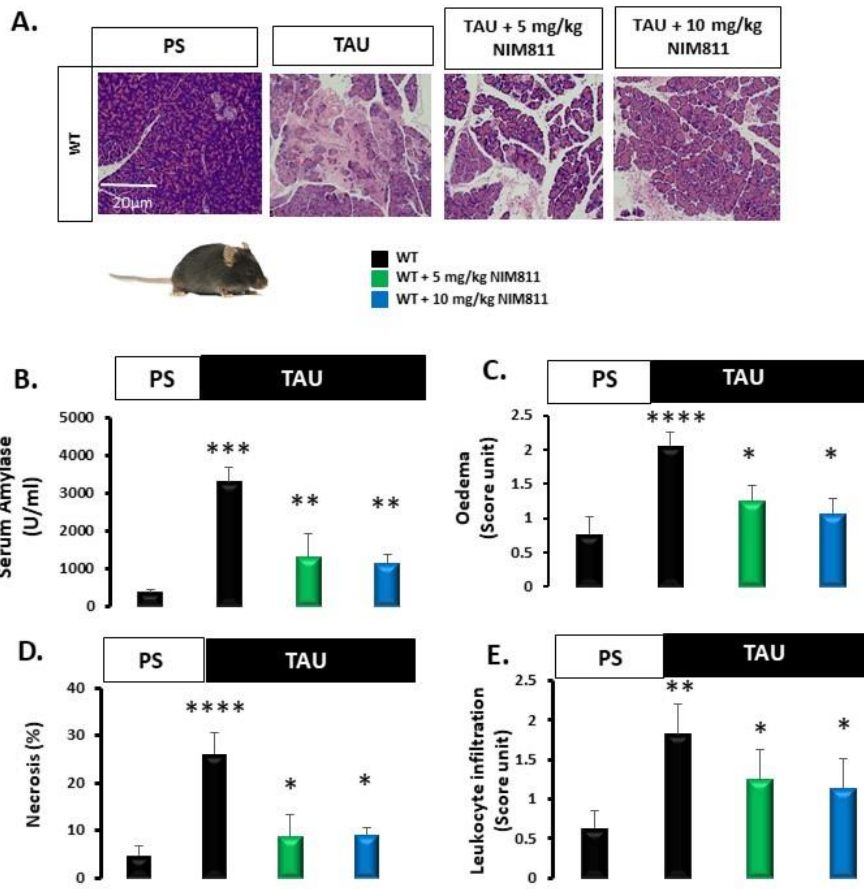 A.
PS
TAU
TAU + 5 mg/kg
NIM811
TAU + 10 mg/kg
NIM811
WT
20µm
WT
WT + 5 mg/kg NIM811
WT + 10 mg/kg NIM811
B.
PS
TAU
Serum Amylase
(U/ml)
5000
4000
3000
2000
1000
0
***
**
**
C.
PS
TAU
Oedema
(Score unit)
2.5
2
1.5
1
0.5
0
****
*
*
D.
PS
TAU
Necrosis (%)
40
30
20
10
0
****
*
*
E.
PS
TAU
Leukocyte infiltration
(Score unit)
2.5
2
1.5
1
0.5
0
**
*
*